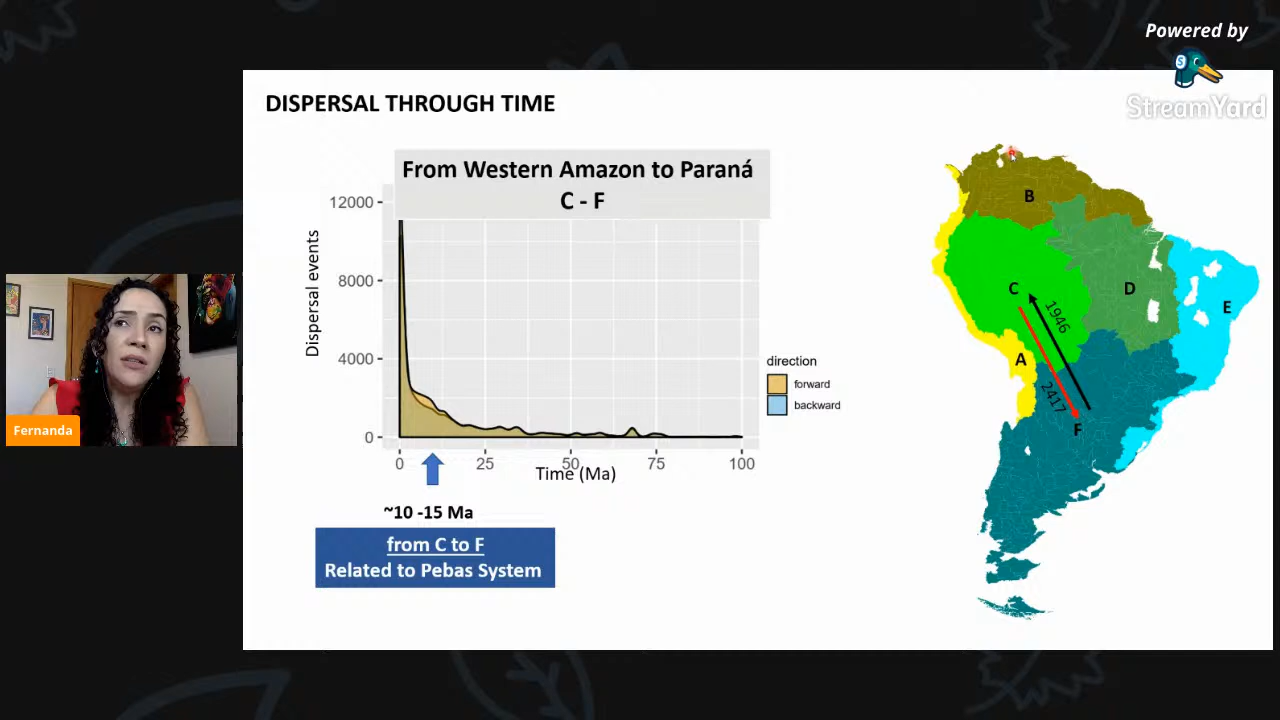 Powered by
StreamYard
DISPERSAL THROUGH TIME
From Western Amazon to Paraná
C - F
12000
8000
4000
0
Dispersal events
0
25
50
75
100
Time (Ma)
direction
forward
backward
~10 -15 Ma
from C to F
Related to Pebas System
B
C
D
E
A
F
1946
2417
Fernanda